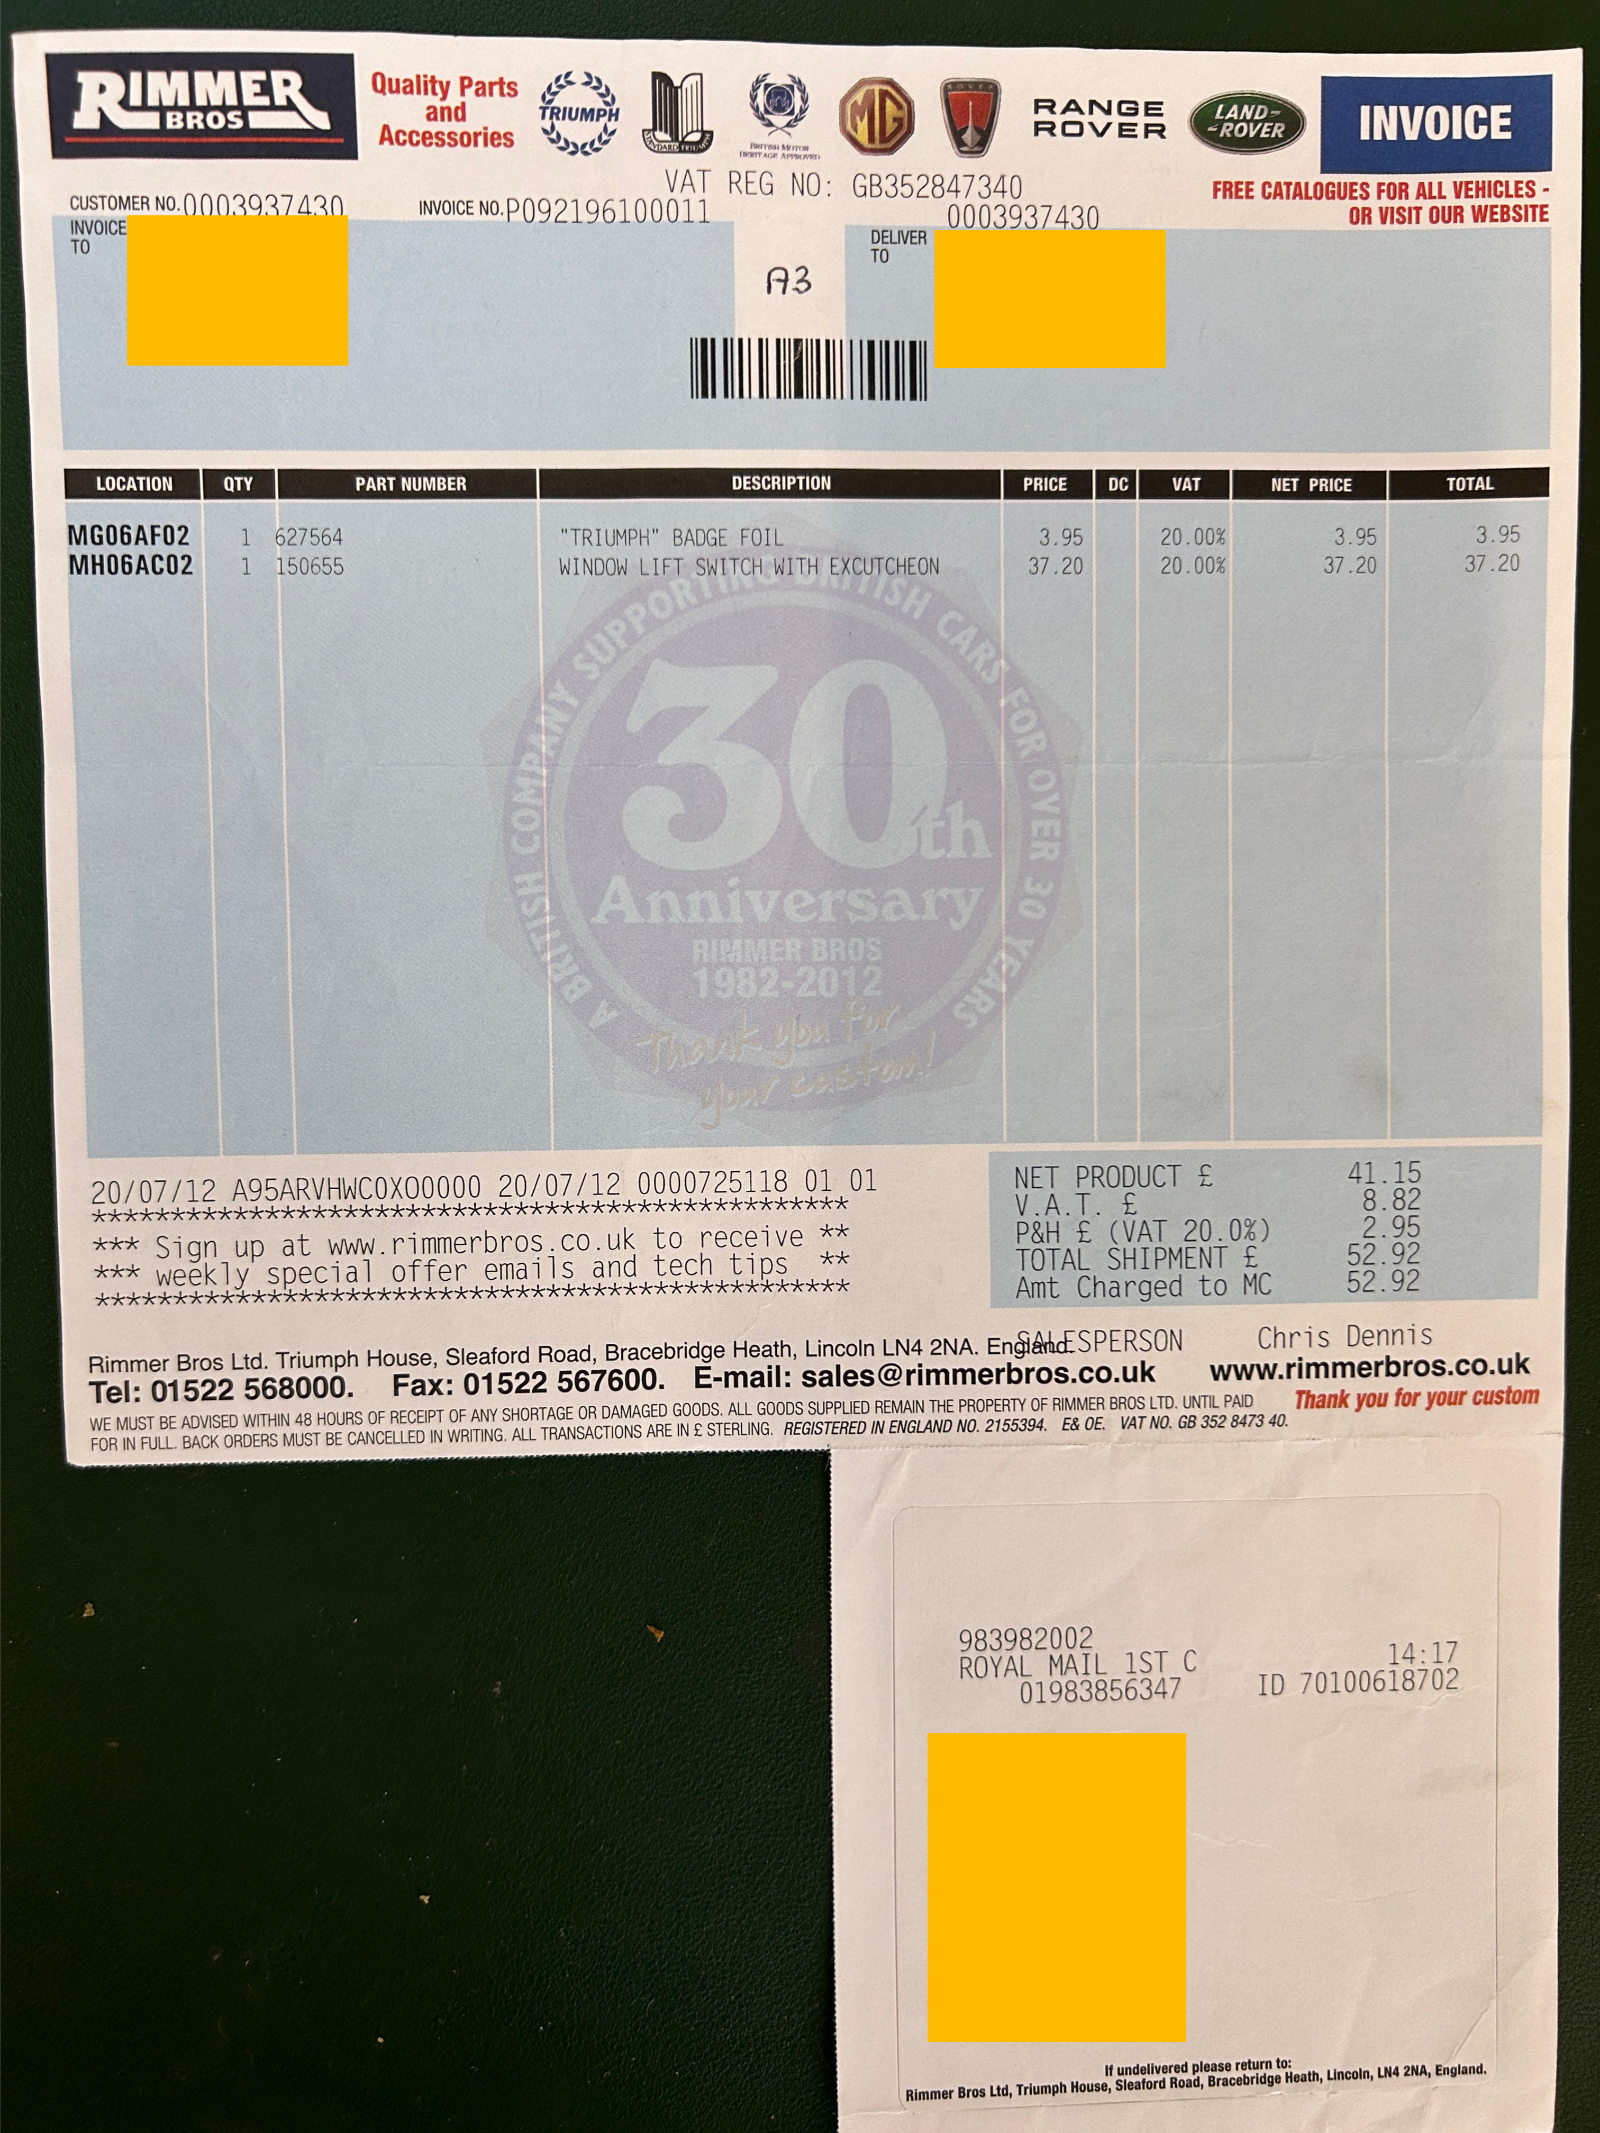 RIMMER
BROS
Quality Parts
and
Accessories
TRIUMPH
STANDARD TRIUMPH
BRITISH MOTOR
HERITAGE APPROVED
MG
ROVER
RANGE
ROVER
LAND-
-ROVER
INVOICE
VAT REG NO: GB352847340
FREE CATALOGUES FOR ALL VEHICLES -
OR VISIT OUR WEBSITE
CUSTOMER NO. 0003937430
INVOICE NO. P092196100011
0003937430
INVOICE
TO
DELIVER
TO
A3
LOCATION QTY PART NUMBER DESCRIPTION PRICE DC VAT NET PRICE TOTAL
MG06AF02 1 627564 "TRIUMPH" BADGE FOIL 3.95 20.00% 3.95 3.95
MH06AC02 1 150655 WINDOW LIFT SWITCH WITH EXCUTCHEON 37.20 20.00% 37.20 37.20
A BRITISH COMPANY SUPPORTING BRITISH CARS FOR OVER 30 YEARS
30th
Anniversary
RIMMER BROS
1982-2012
Thank you for
your custom!
20/07/12 A95ARVHWC0XO0000 20/07/12 0000725118 01 01
************************************************
*** Sign up at www.rimmerbros.co.uk to receive **
*** weekly special offer emails and tech tips **
************************************************
NET PRODUCT £ 41.15
V.A.T. £ 8.82
P&H £ (VAT 20.0%) 2.95
TOTAL SHIPMENT £ 52.92
Amt Charged to MC 52.92
SALESPERSON Chris Dennis
Rimmer Bros Ltd. Triumph House, Sleaford Road, Bracebridge Heath, Lincoln LN4 2NA. England.
Tel: 01522 568000. Fax: 01522 567600. E-mail: sales@rimmerbros.co.uk www.rimmerbros.co.uk
WE MUST BE ADVISED WITHIN 48 HOURS OF RECEIPT OF ANY SHORTAGE OR DAMAGED GOODS. ALL GOODS SUPPLIED REMAIN THE PROPERTY OF RIMMER BROS LTD. UNTIL PAID
FOR IN FULL. BACK ORDERS MUST BE CANCELLED IN WRITING. ALL TRANSACTIONS ARE IN £ STERLING. REGISTERED IN ENGLAND NO. 2155394. E& OE. VAT NO. GB 352 8473 40.
Thank you for your custom
983982002
ROYAL MAIL 1ST C 14:17
01983856347 ID 70100618702
If undelivered please return to:
Rimmer Bros Ltd, Triumph House, Sleaford Road, Bracebridge Heath, Lincoln, LN4 2NA, England.